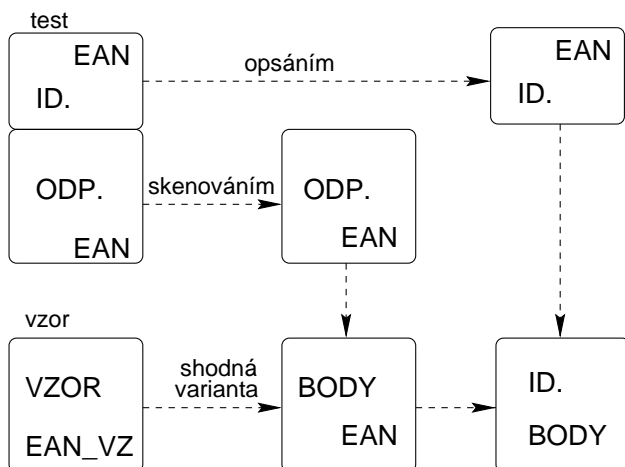 test
EAN
ID.
opsáním
EAN
ID.
ODP.
EAN
skenováním
ODP.
EAN
vzor
VZOR
EAN_VZ
shodná
varianta
BODY
EAN
ID.
BODY